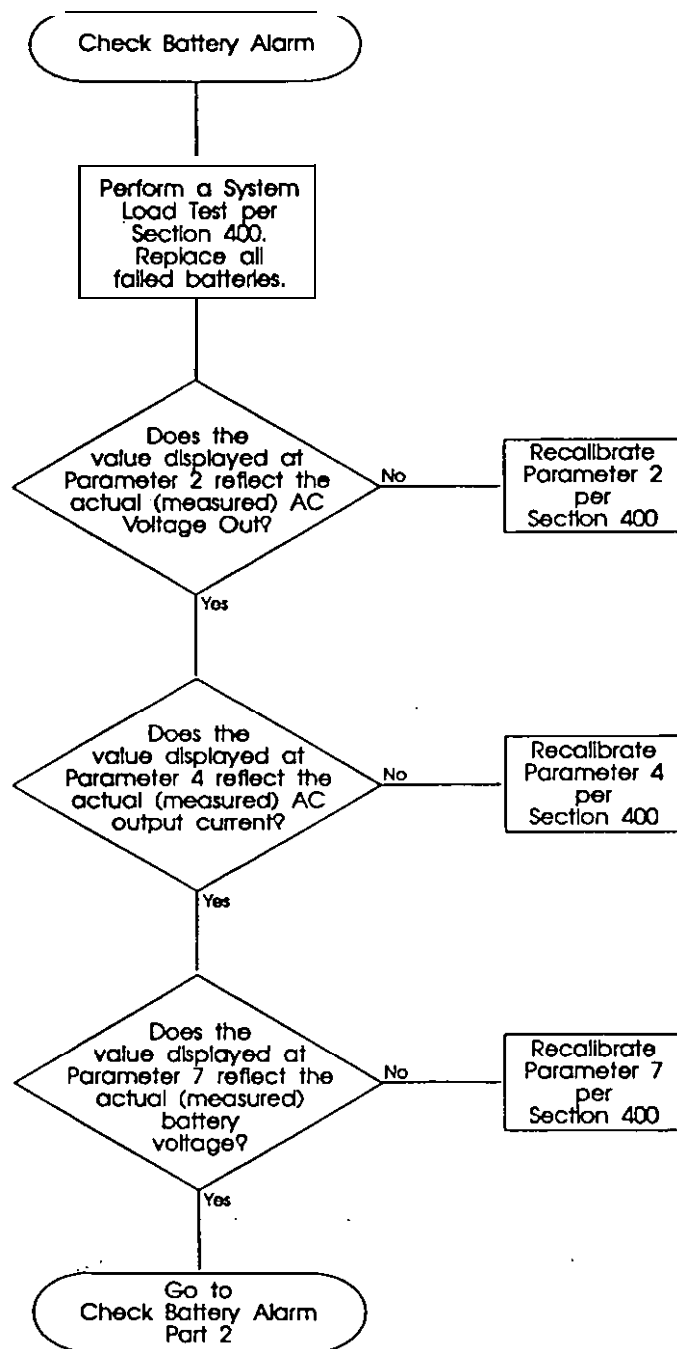 Check Battery Alarm
Perform a System
Load Test per
Section 400.
Replace all
failed batteries.
Does the
value displayed at
Parameter 2 reflect the
actual (measured) AC
Voltage Out?
No
Recalibrate
Parameter 2
per
Section 400
Yes
Does the
value displayed at
Parameter 4 reflect the
actual (measured) AC
output current?
No
Recalibrate
Parameter 4
per
Section 400
Yes
Does the
value displayed at
Parameter 7 reflect the
actual (measured)
battery
voltage?
No
Recalibrate
Parameter 7
per
Section 400
Yes
Go to
Check Battery Alarm
Part 2